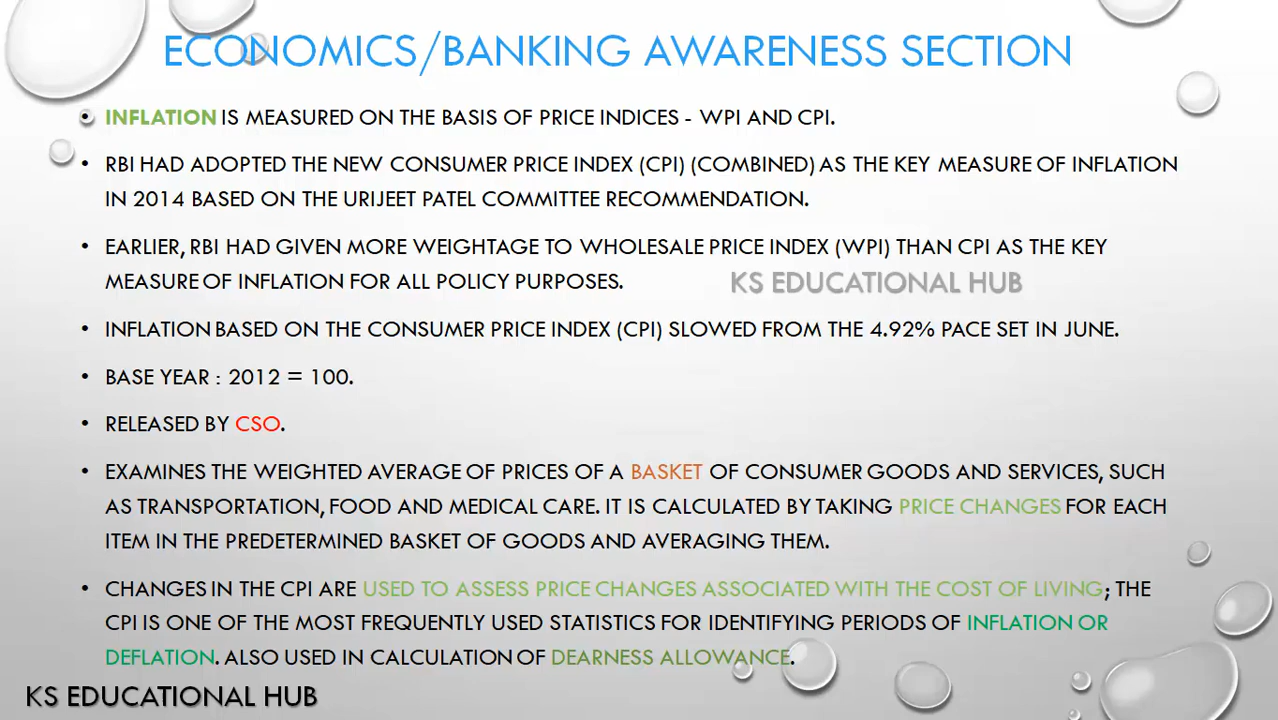 ECONOMICS/BANKING AWARENESS SECTION
• INFLATION IS MEASURED ON THE BASIS OF PRICE INDICES - WPI AND CPI.
• RBI HAD ADOPTED THE NEW CONSUMER PRICE INDEX (CPI) (COMBINED) AS THE KEY MEASURE OF INFLATION
IN 2014 BASED ON THE URIJEET PATEL COMMITTEE RECOMMENDATION.
• EARLIER, RBI HAD GIVEN MORE WEIGHTAGE TO WHOLESALE PRICE INDEX (WPI) THAN CPI AS THE KEY
MEASURE OF INFLATION FOR ALL POLICY PURPOSES.
KS EDUCATIONAL HUB
• INFLATION BASED ON THE CONSUMER PRICE INDEX (CPI) SLOWED FROM THE 4.92% PACE SET IN JUNE.
• BASE YEAR : 2012 = 100.
• RELEASED BY CSO.
• EXAMINES THE WEIGHTED AVERAGE OF PRICES OF A BASKET OF CONSUMER GOODS AND SERVICES, SUCH
AS TRANSPORTATION, FOOD AND MEDICAL CARE. IT IS CALCULATED BY TAKING PRICE CHANGES FOR EACH
ITEM IN THE PREDETERMINED BASKET OF GOODS AND AVERAGING THEM.
• CHANGES IN THE CPI ARE USED TO ASSESS PRICE CHANGES ASSOCIATED WITH THE COST OF LIVING; THE
CPI IS ONE OF THE MOST FREQUENTLY USED STATISTICS FOR IDENTIFYING PERIODS OF INFLATION OR
DEFLATION. ALSO USED IN CALCULATION OF DEARNESS ALLOWANCE.
KS EDUCATIONAL HUB